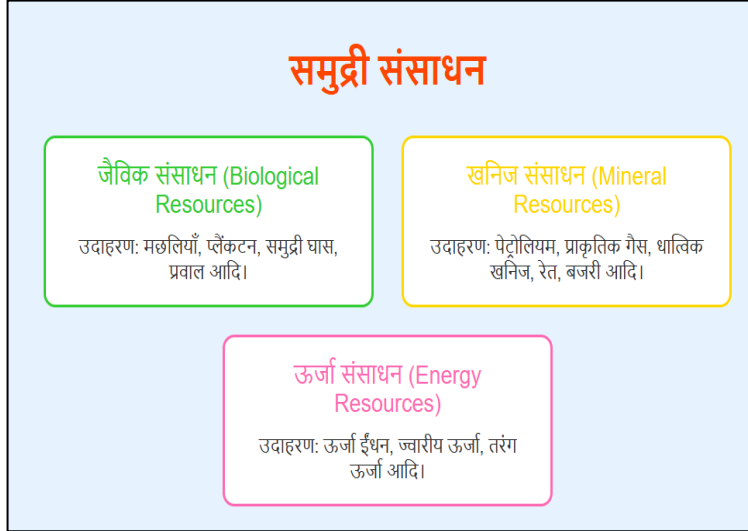 समुद्री संसाधन
जैविक संसाधन (Biological
Resources)
उदाहरण: मछलियाँ, प्लैंकटन, समुद्री घास,
प्रवाल आदि।
खनिज संसाधन (Mineral
Resources)
उदाहरण: पेट्रोलियम, प्राकृतिक गैस, धात्विक
खनिज, रेत, बजरी आदि।
ऊर्जा संसाधन (Energy
Resources)
उदाहरण: ऊर्जा ईंधन, ज्वारीय ऊर्जा, तरंग
ऊर्जा आदि।